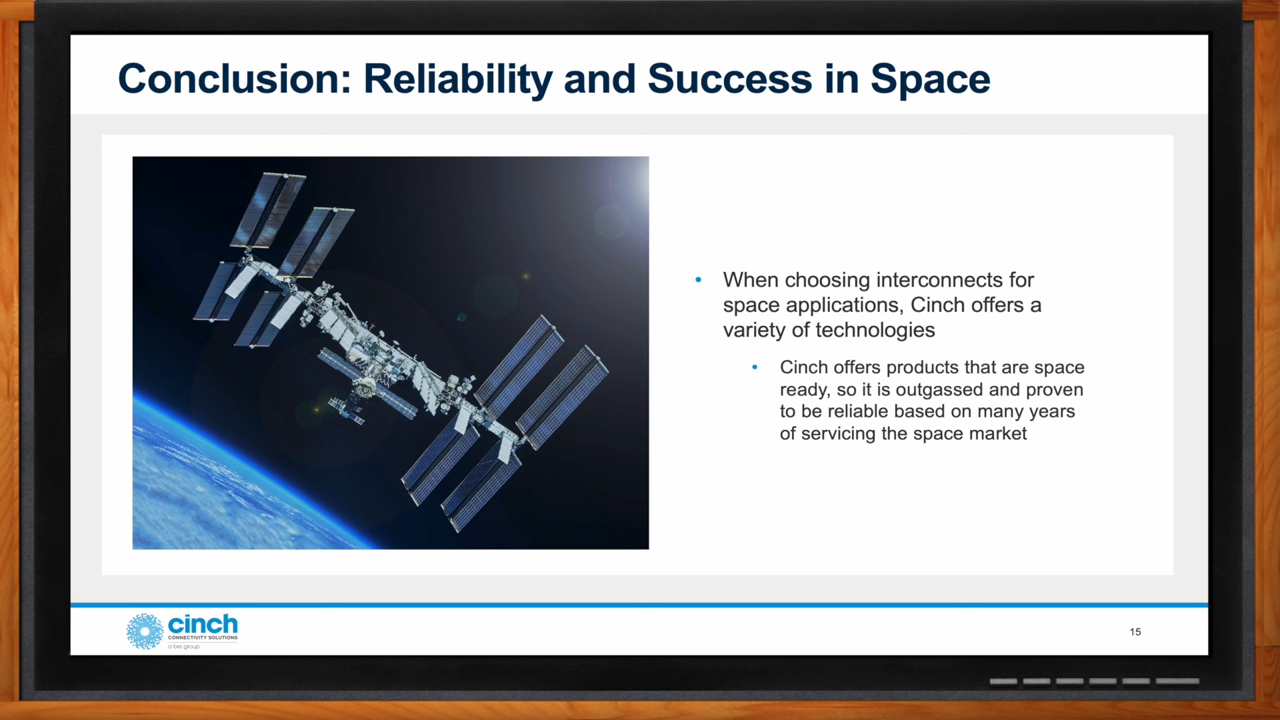 Conclusion: Reliability and Success in Space
• When choosing interconnects for
space applications, Cinch offers a
variety of technologies
• Cinch offers products that are space
ready, so it is outgassed and proven
to be reliable based on many years
of servicing the space market
cinch
CONNECTIVITY SOLUTIONS
a bel group
15